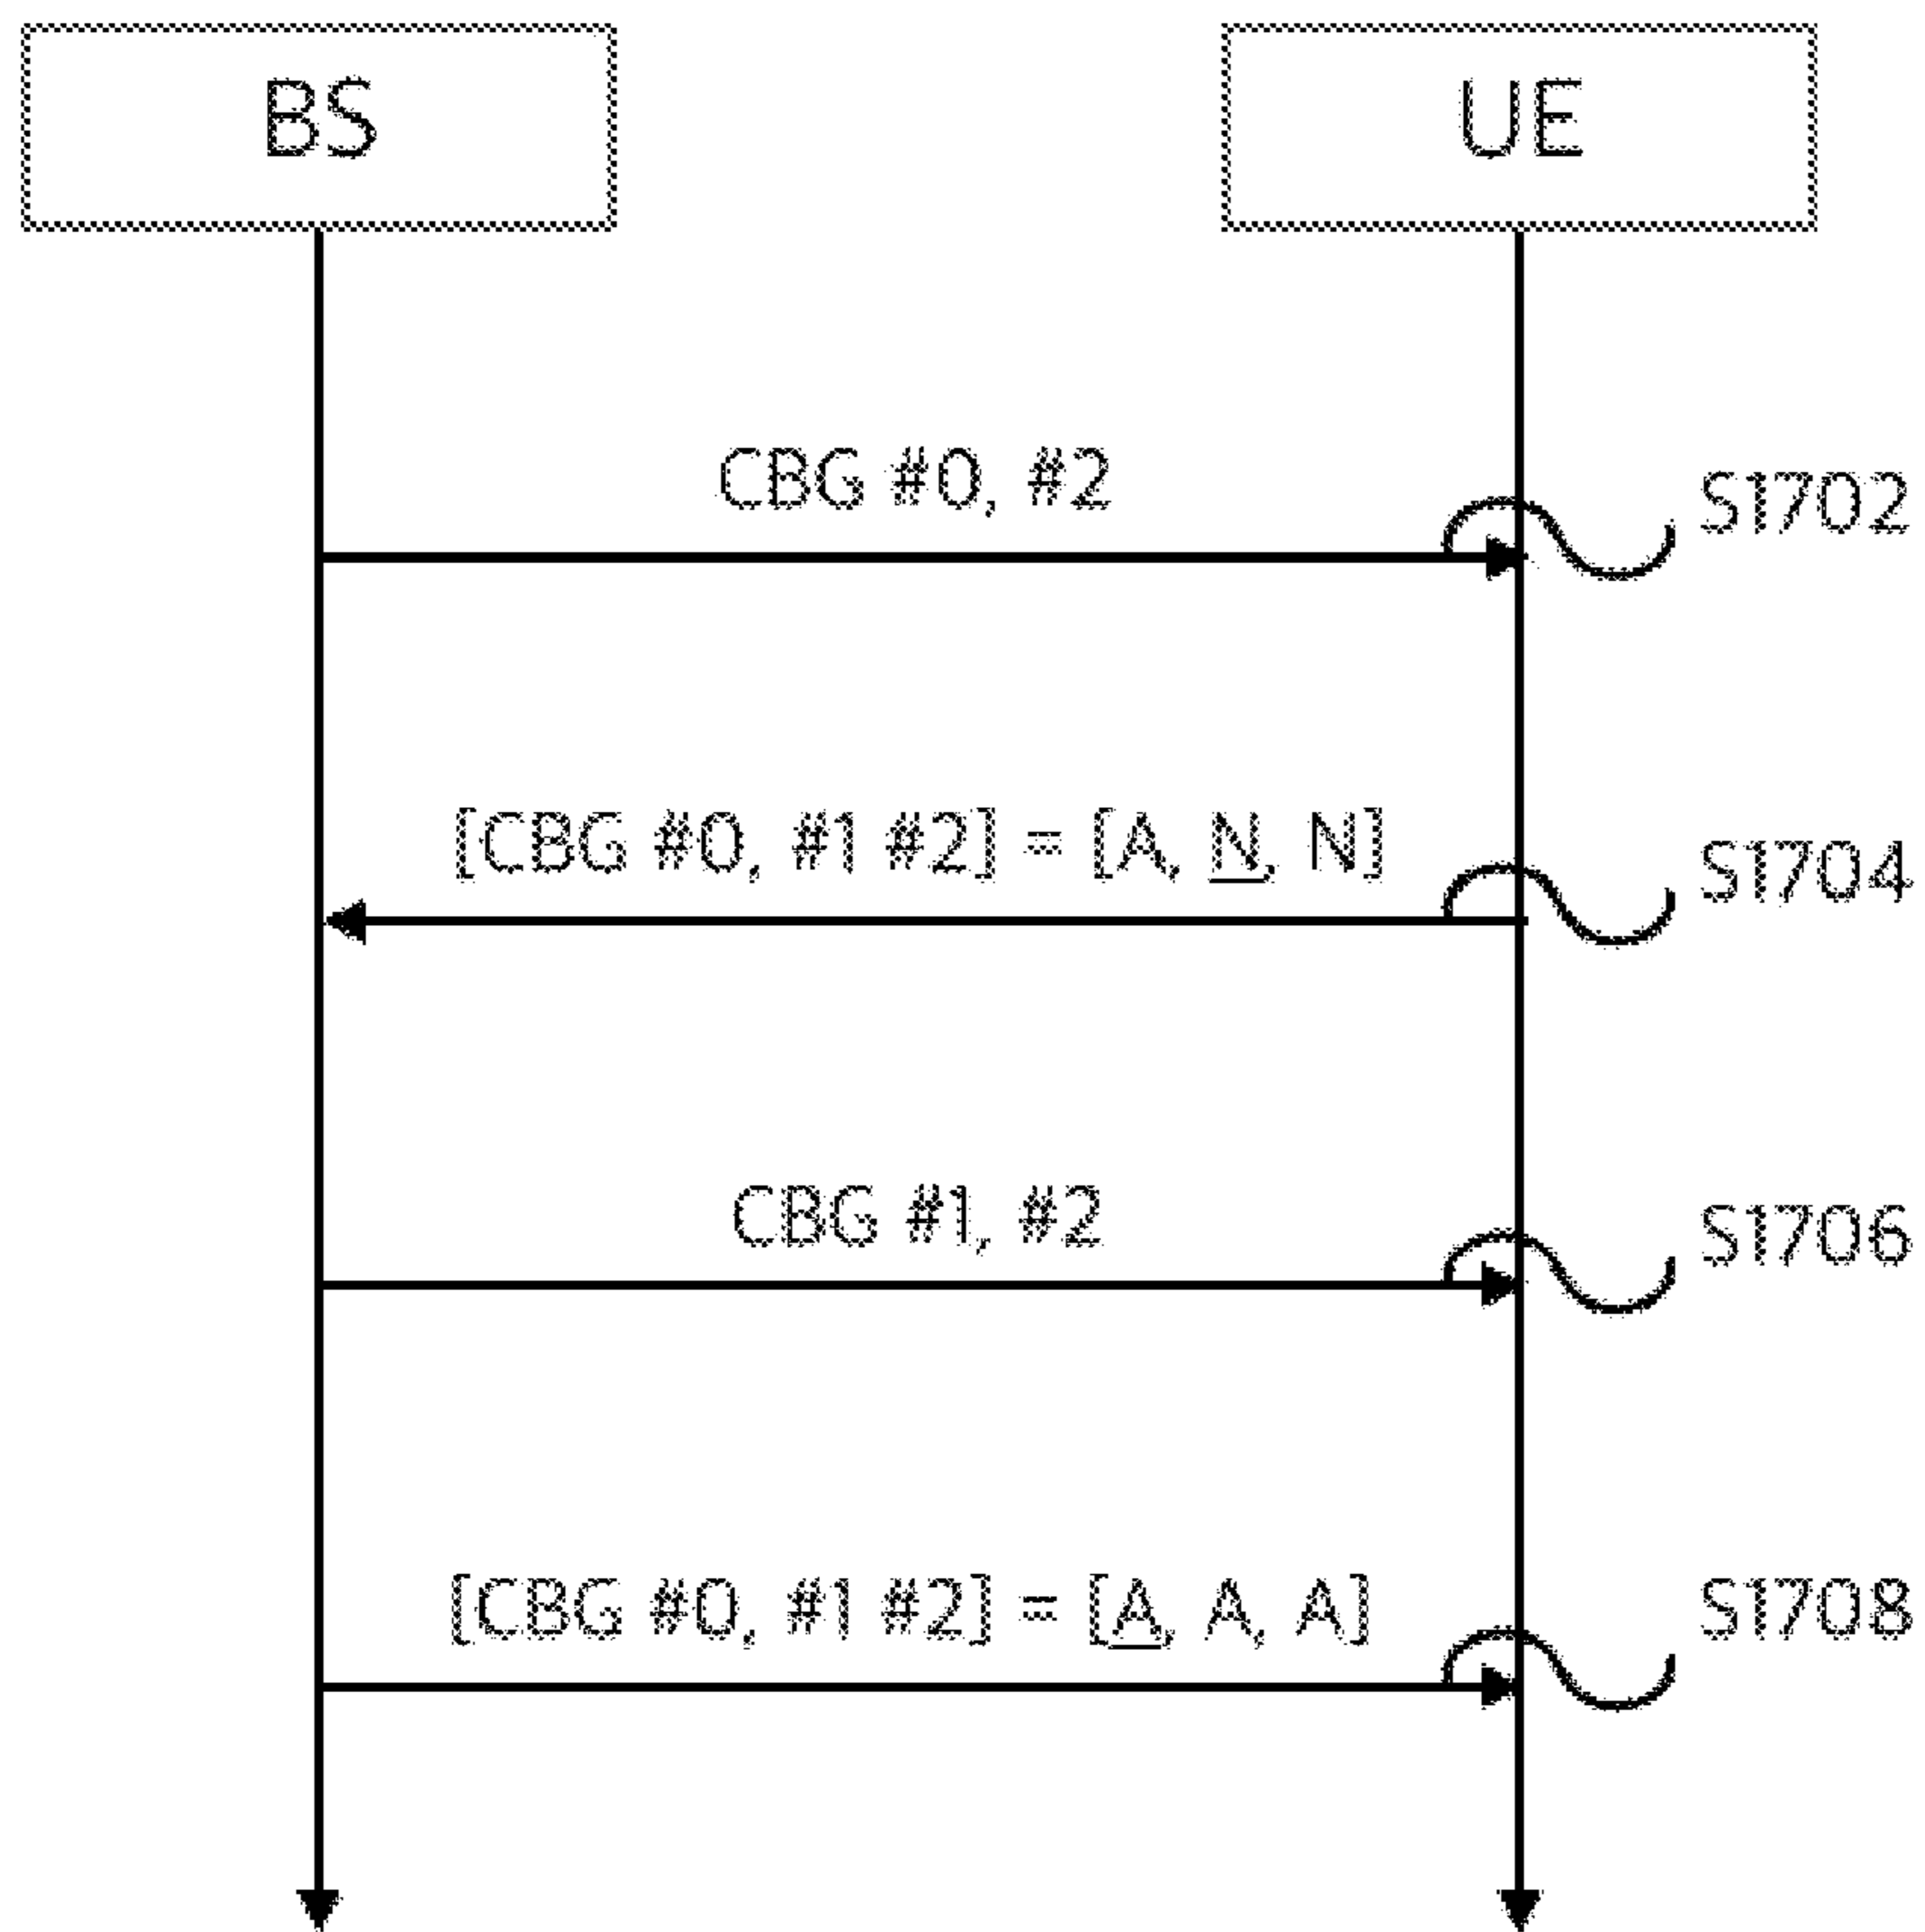 BS
UE
CBG #0, #2
S1702
[CBG #0, #1 #2] = [A, N, N]
S1704
CBG #1, #2
S1706
[CBG #0, #1 #2] = [A, A, A]
S1708